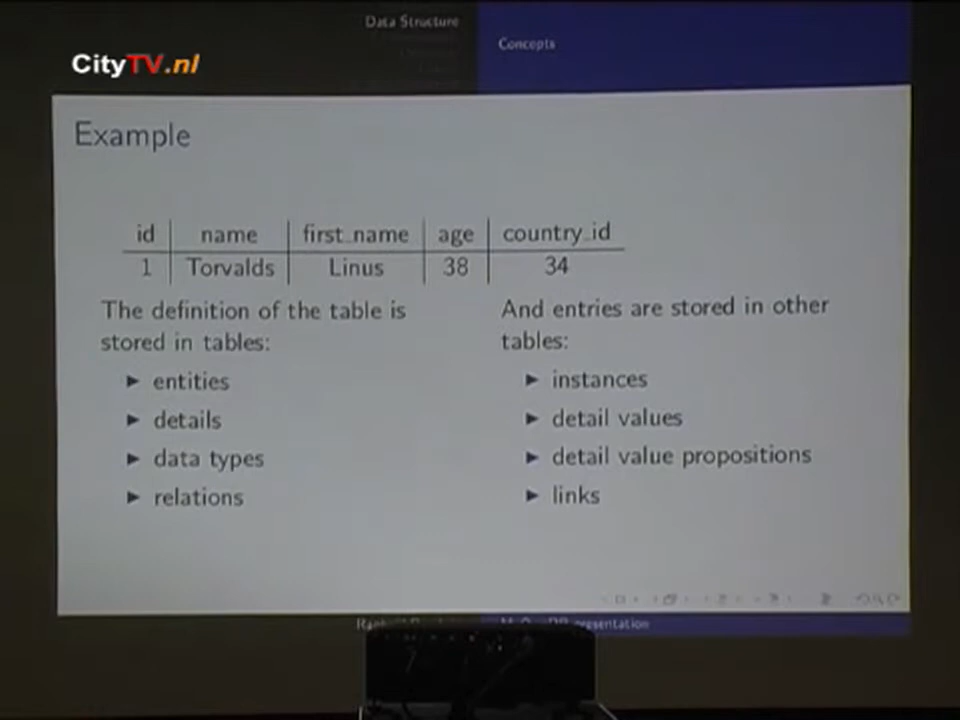 Data Structure
Concepts
CityTV.nl
Example
id name first_name age country_id
1 Torvalds Linus 38 34
The definition of the table is
stored in tables:
► entities
► details
► data types
► relations
And entries are stored in other
tables:
► instances
► detail values
► detail value propositions
► links